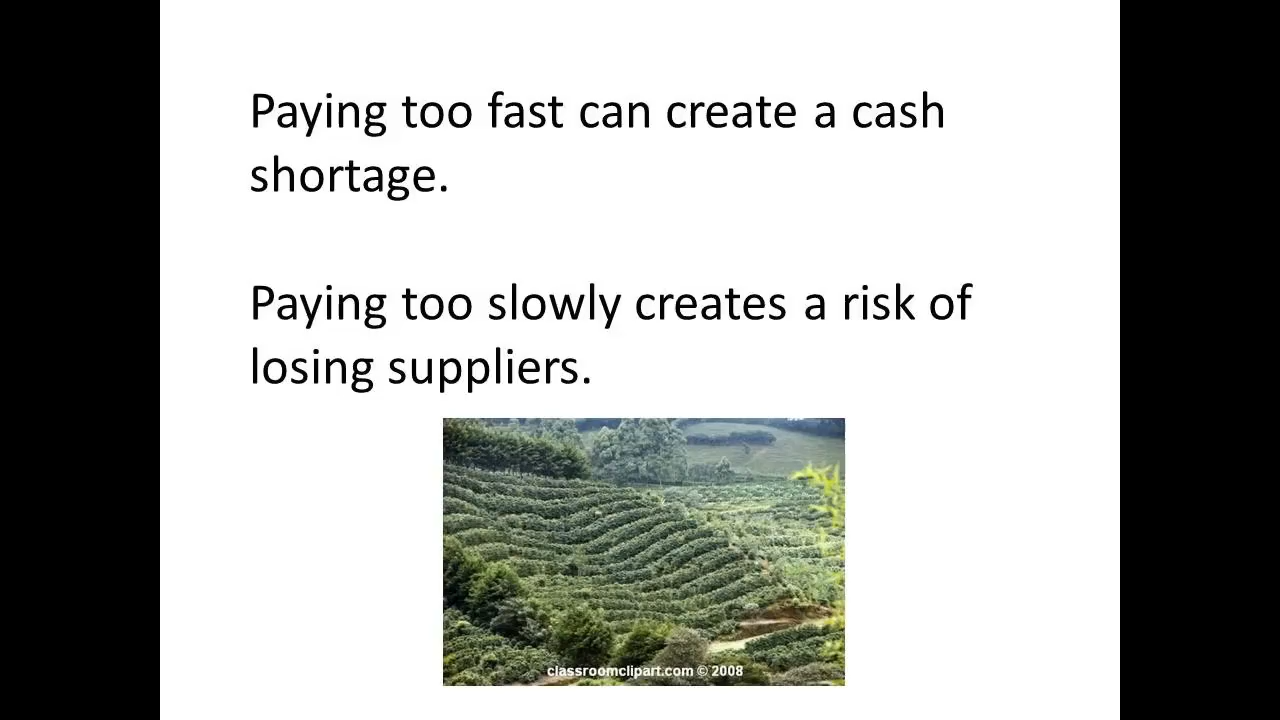 Paying too fast can create a cash
shortage.
Paying too slowly creates a risk of
losing suppliers.
classroomclipart.com © 2008